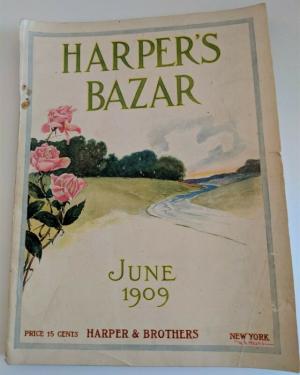 HARPER'S
BAZAR
JUNE
1909
PRICE 15 CENTS HARPER & BROTHERS NEW YORK